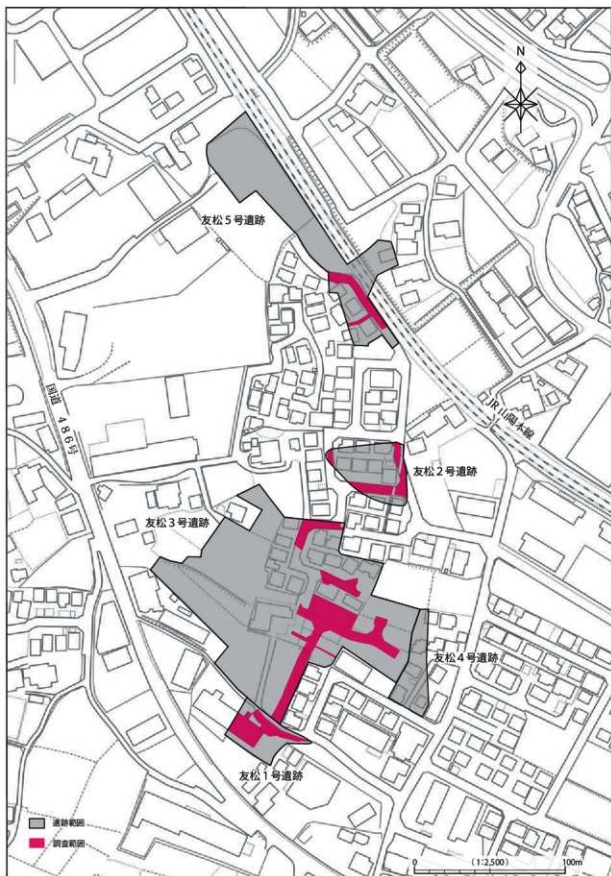 N
友松5号遺跡
国道 486号
JR山陽本線
友松2号遺跡
友松3号遺跡
友松4号遺跡
友松1号遺跡
遺跡範囲
調査範囲
0 (1:2,500) 100m